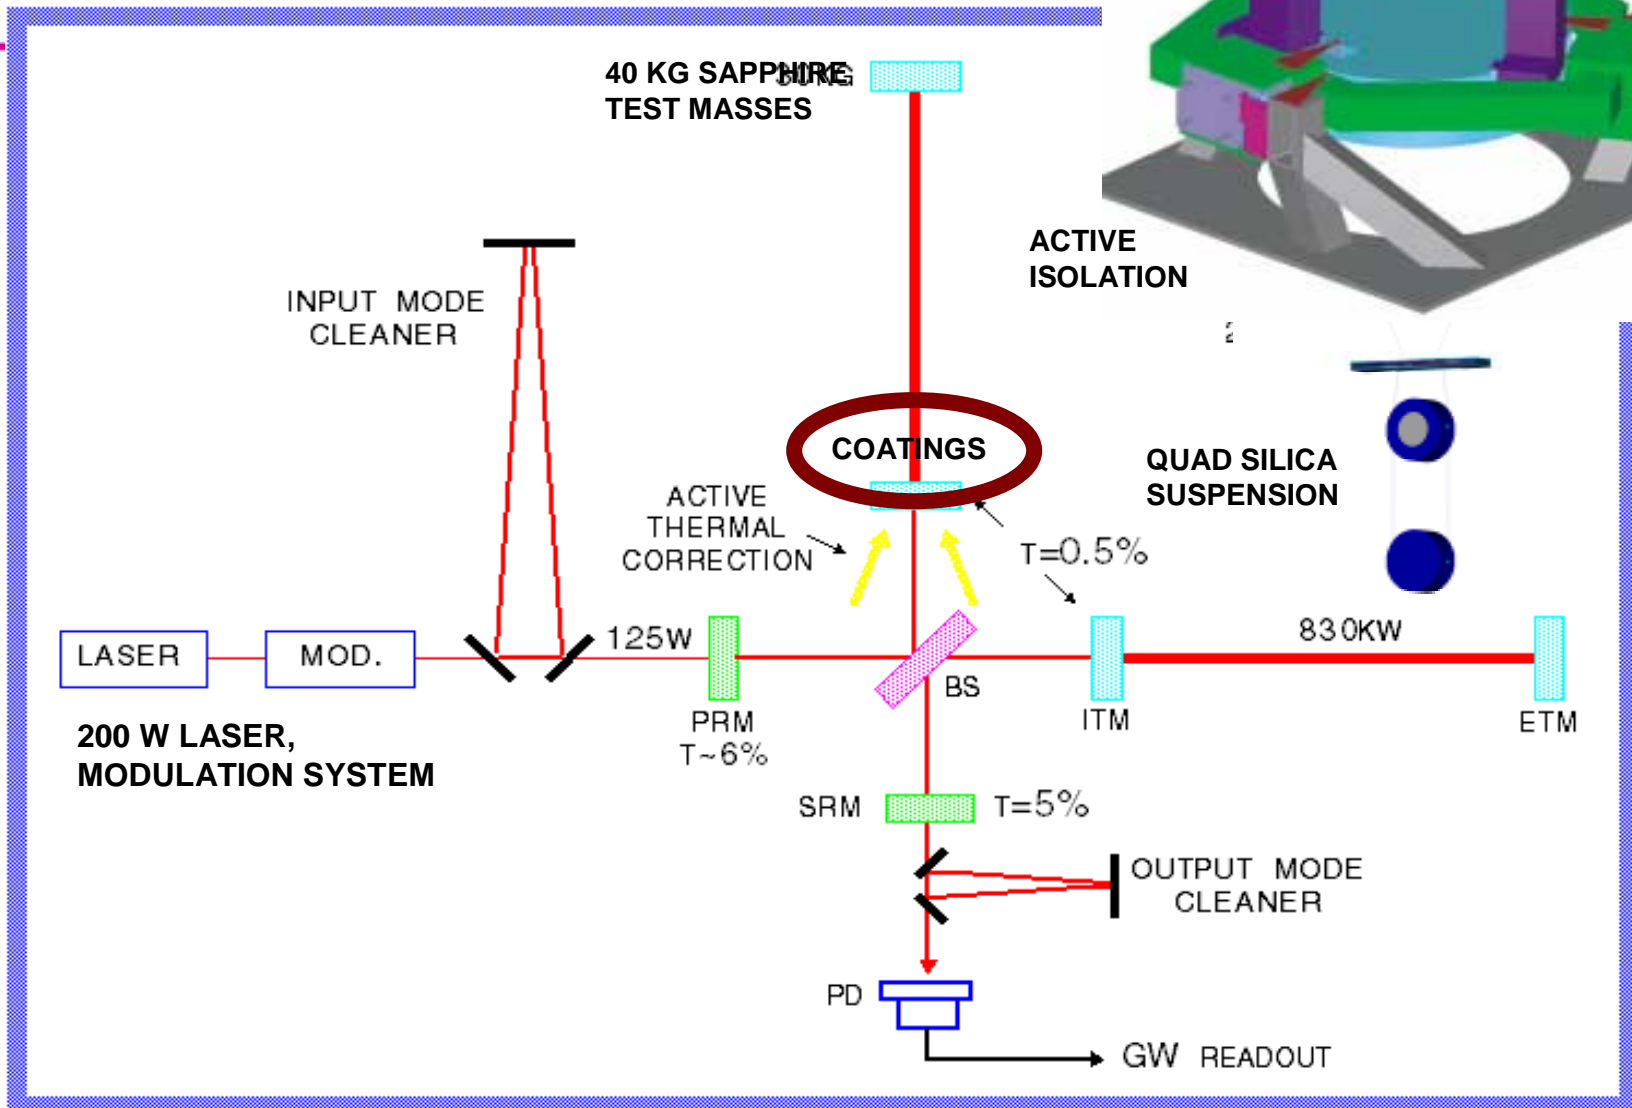 40 KG SAPPHIRE
TEST MASSES
ACTIVE
ISOLATION
INPUT MODE
CLEANER
COATINGS
QUAD SILICA
SUSPENSION
ACTIVE
THERMAL
CORRECTION
T=0.5%
LASER
MOD.
125W
830KW
BS
PRM
T~6%
ITM
ETM
200 W LASER,
MODULATION SYSTEM
SRM
T=5%
OUTPUT MODE
CLEANER
PD
GW READOUT